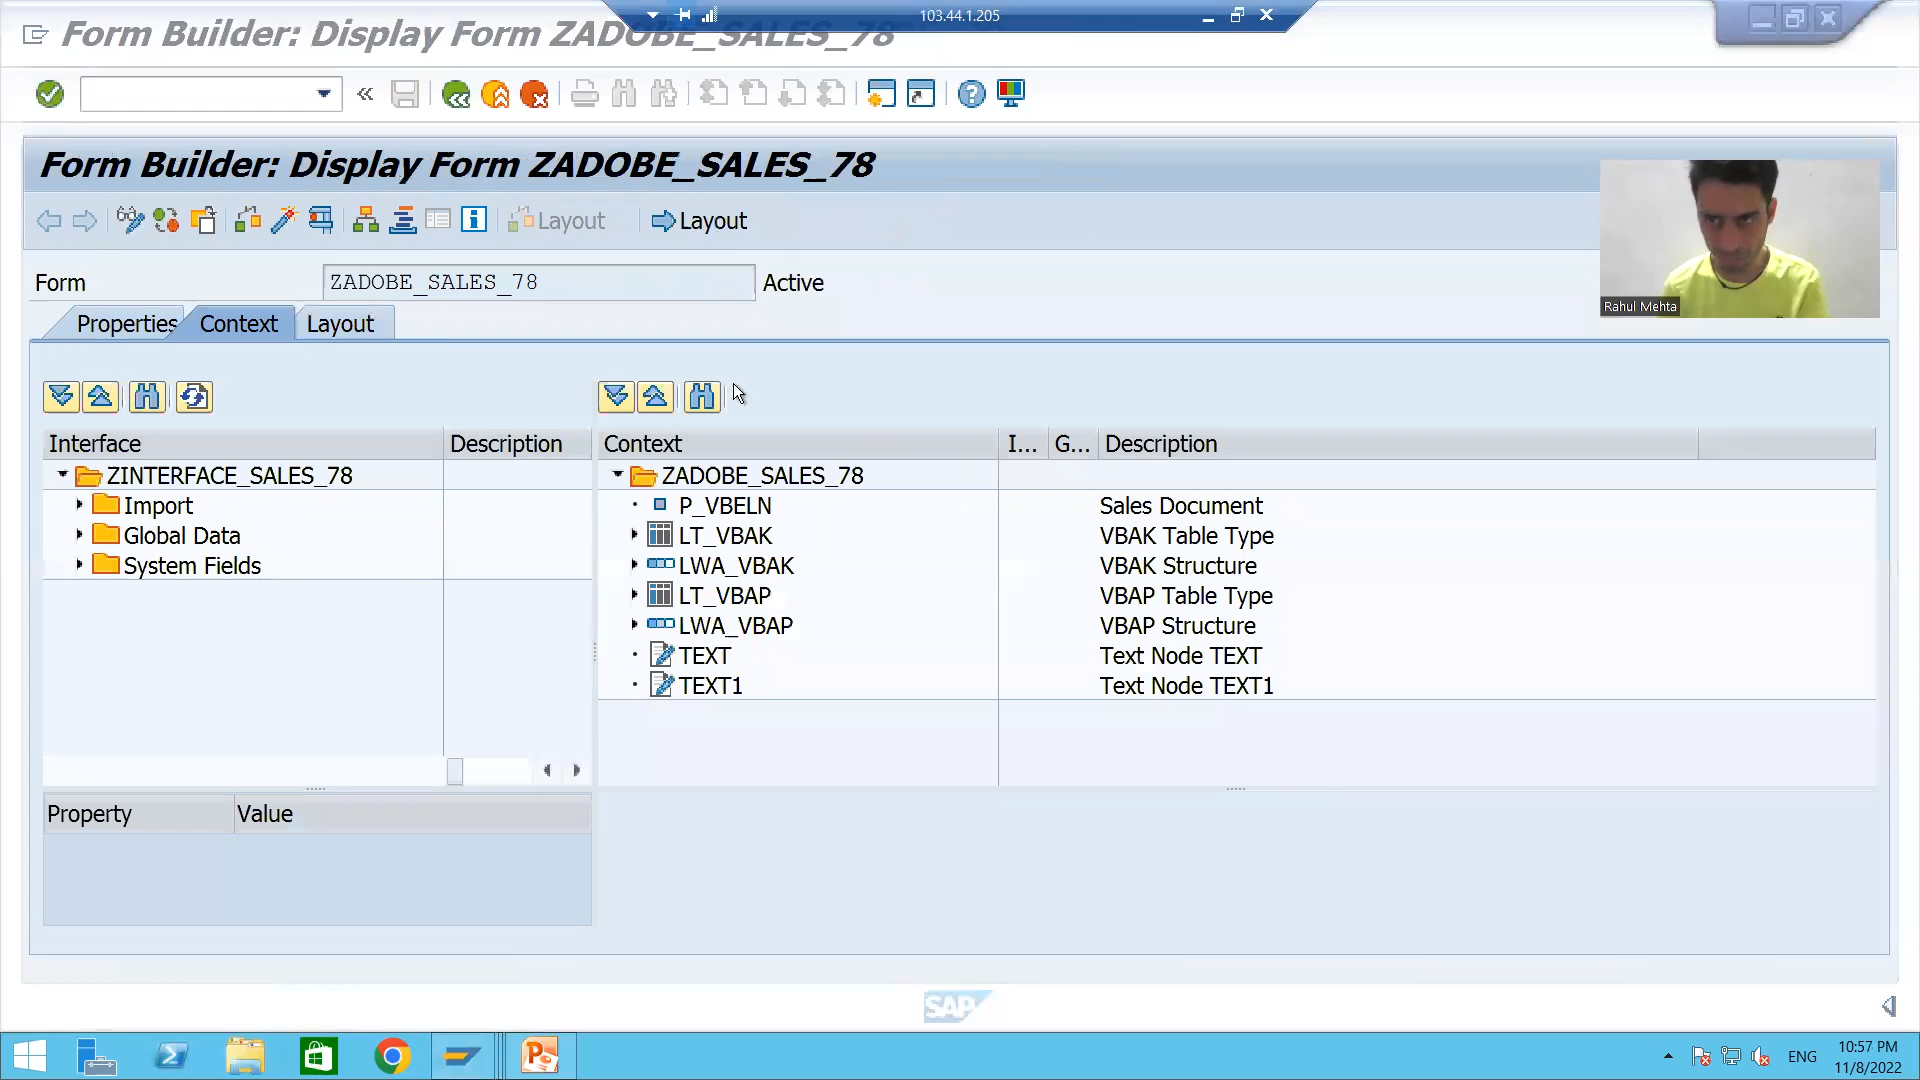 103.44.1.205
Form Builder: Display Form ZADOBE_SALES_78
Form Builder: Display Form ZADOBE_SALES_78
Layout
Layout
Form
ZADOBE_SALES_78
Active
Rahul Mehta
Properties
Context
Layout
Interface
Description
Context
I...
G...
Description
ZINTERFACE_SALES_78
ZADOBE_SALES_78
Import
P_VBELN
Sales Document
Global Data
LT_VBAK
VBAK Table Type
System Fields
LWA_VBAK
VBAK Structure
LT_VBAP
VBAP Table Type
LWA_VBAP
VBAP Structure
TEXT
Text Node TEXT
TEXT1
Text Node TEXT1
Property
Value
SAP
ENG
10:57 PM
11/8/2022